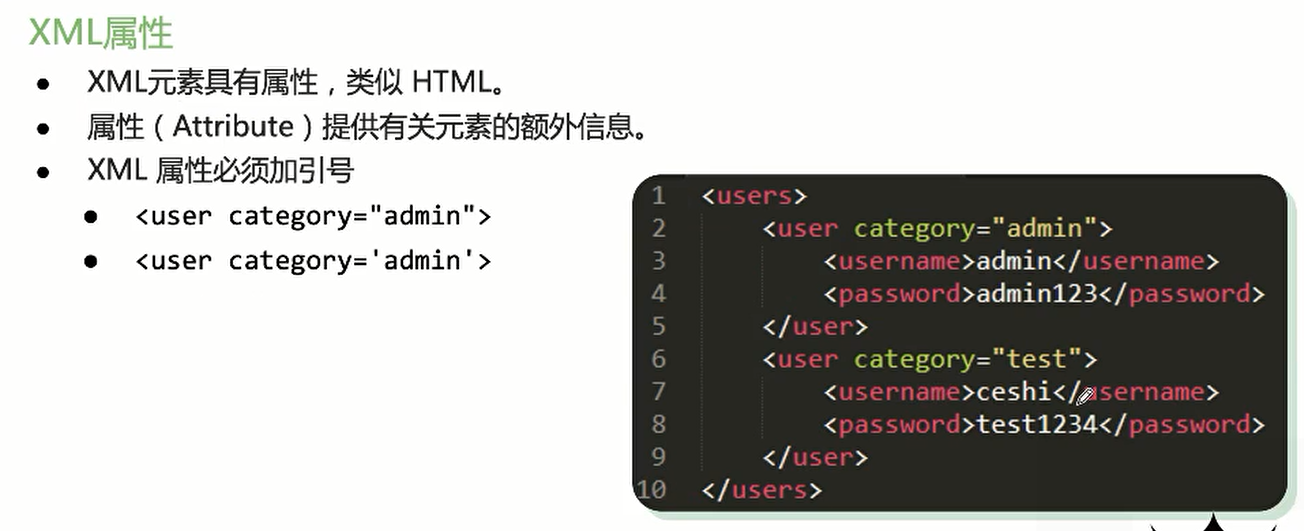 XML属性
● XML元素具有属性，类似 HTML。
● 属性（Attribute）提供有关元素的额外信息。
● XML 属性必须加引号
● <user category="admin">
● <user category='admin'>
1 <users>
2 <user category="admin">
3 <username>admin</username>
4 <password>admin123</password>
5 </user>
6 <user category="test">
7 <username>ceshi</username>
8 <password>test1234</password>
9 </user>
10 </users>